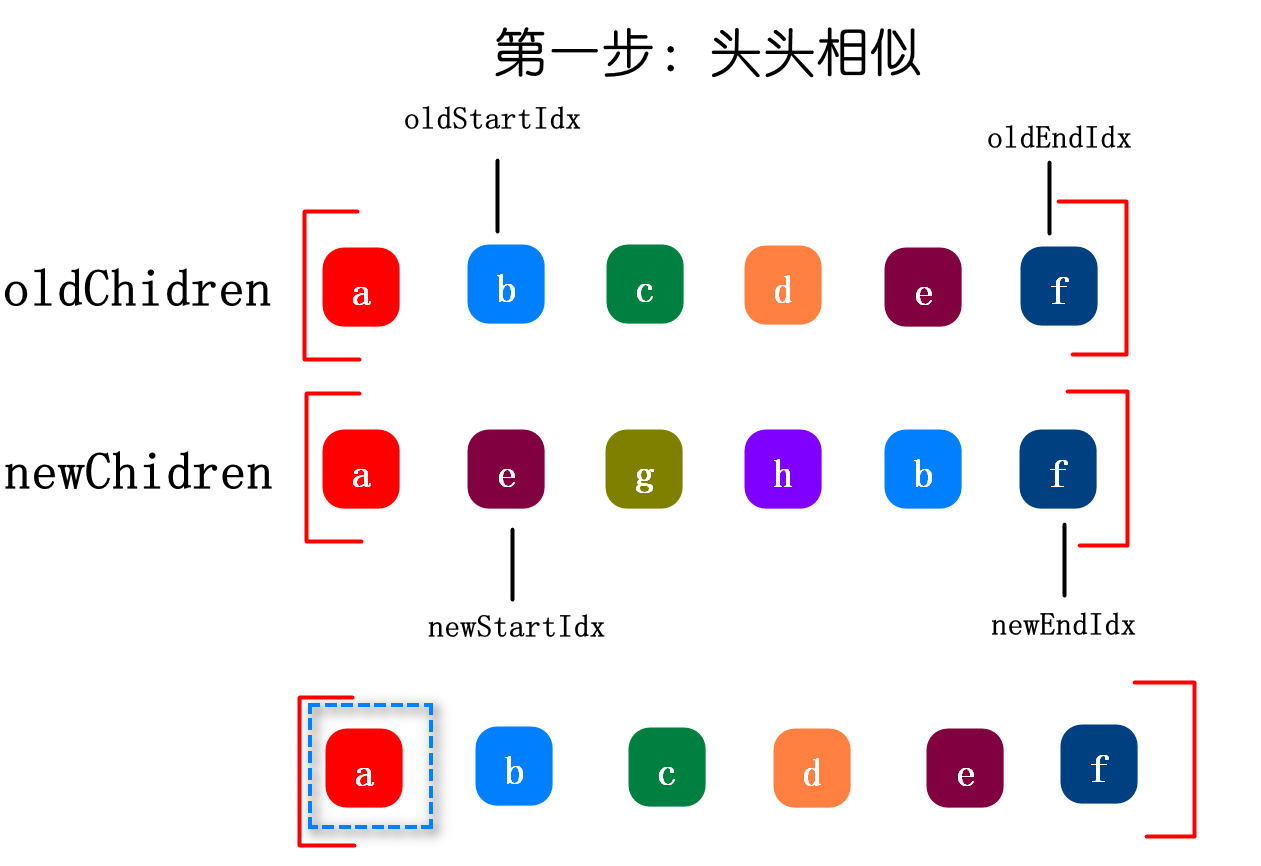 第一步：头头相似
oldStartIdx
oldEndIdx
oldChidren
a b c d e f
newChidren
a e g h b f
newStartIdx
newEndIdx
a b c d e f